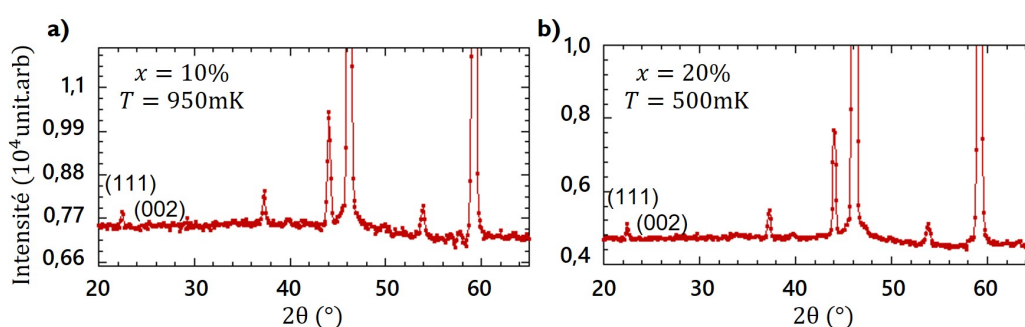 a)
Intensité (10⁴unit.arb)
1,1
0,99
0,88
0,77
0,66
x = 10%
T = 950mK
(111)
(002)
20 30 40 50 60
2θ (°)
b)
1,0
0,8
0,6
0,4
x = 20%
T = 500mK
(111)
(002)
20 30 40 50 60
2θ (°)